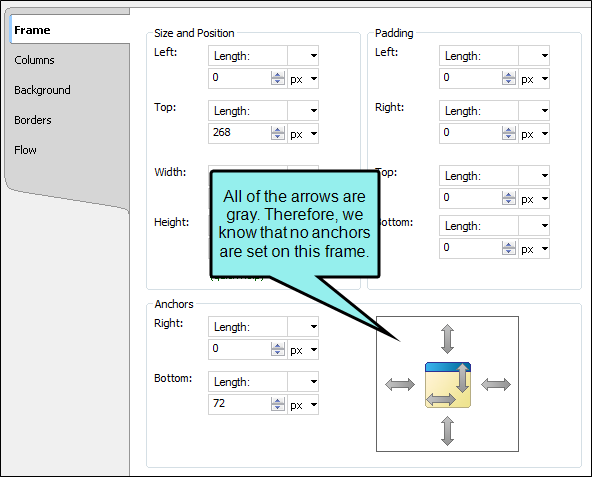 Frame
Columns
Background
Borders
Flow
Size and Position
Left:
Length:
0
px
Top:
Length:
268
px
Width:
Height:
Padding
Left:
Length:
0
px
Right:
Length:
0
px
Top:
Length:
0
px
Bottom:
Length:
0
px
All of the arrows are
gray. Therefore, we
know that no anchors
are set on this frame.
Anchors
Right:
Length:
0
px
Bottom:
Length:
72
px